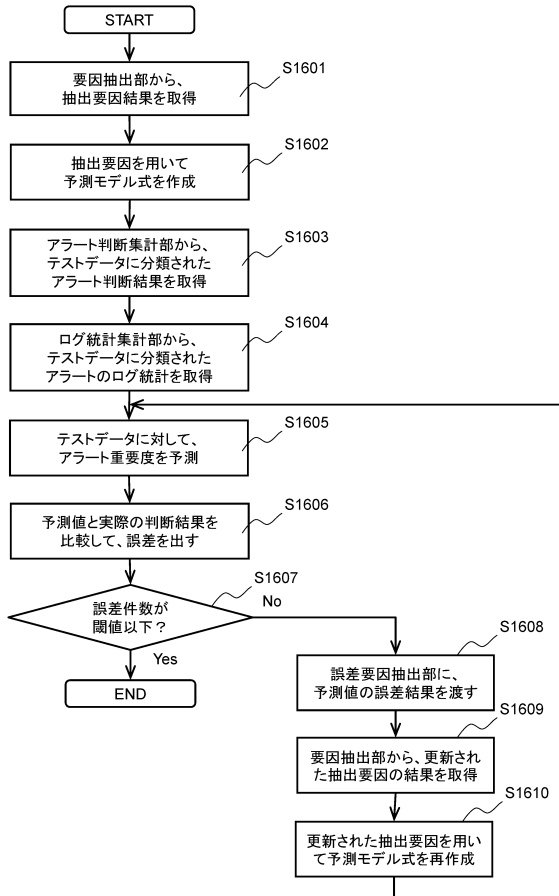 START
S1601
要因抽出部から、
抽出要因結果を取得
S1602
抽出要因を用いて
予測モデル式を作成
S1603
アラート判断集計部から、
テストデータに分類された
アラート判断結果を取得
S1604
ログ統計集計部から、
テストデータに分類された
アラートのログ統計を取得
S1605
テストデータに対して、
アラート重要度を予測
S1606
予測値と実際の判断結果を
比較して、誤差を出す
S1607
誤差件数が
閾値以下？
No
Yes
END
S1608
誤差要因抽出部に、
予測値の誤差結果を渡す
S1609
要因抽出部から、更新され
た抽出要因の結果を取得
S1610
更新された抽出要因を用い
て予測モデル式を再作成